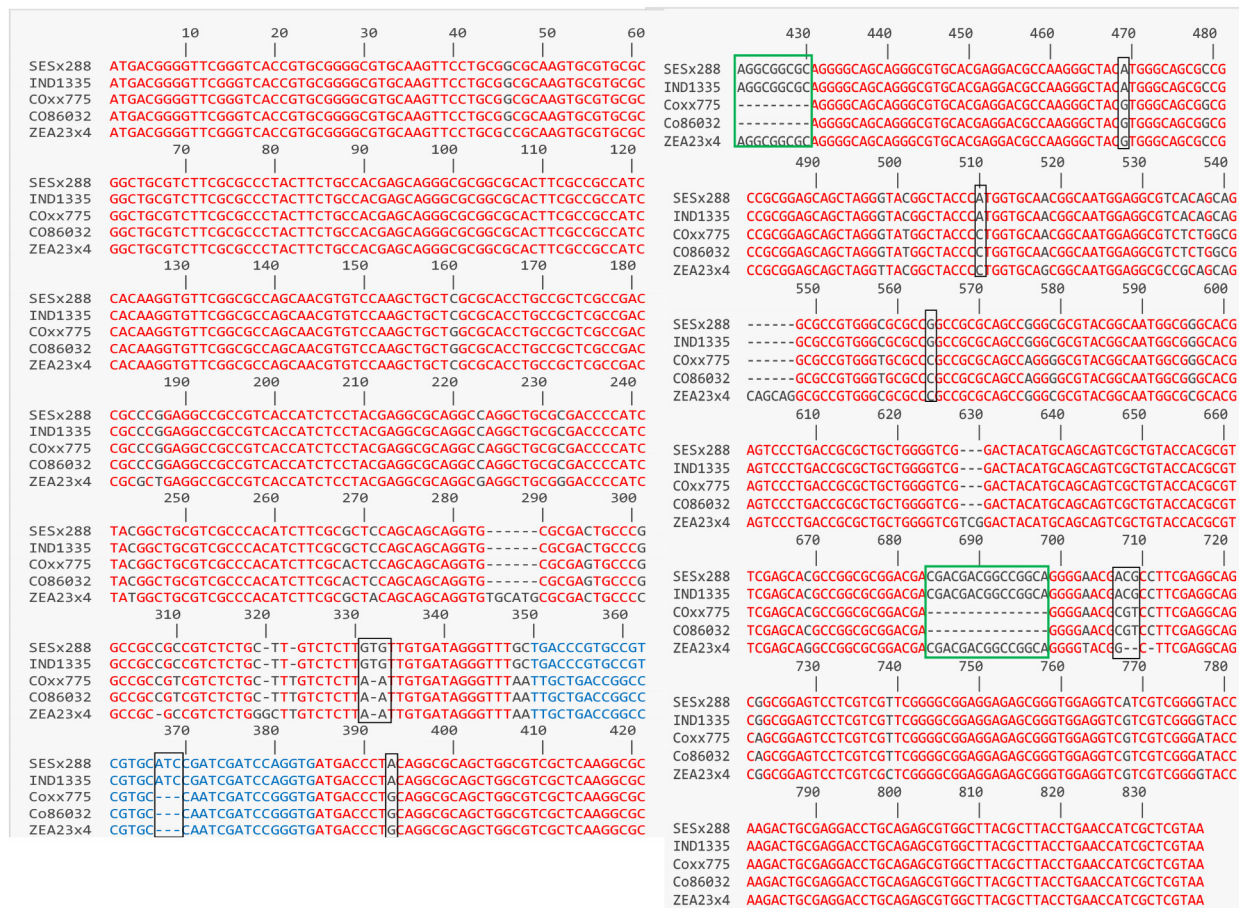 10 20 30 40 50 60
SESx288 ATGACGGGGTTCGGGTCACCGTGCGGGGCGTGCAAGTTCCTGCGGCGCAAGTGCGTGCGC
IND1335 ATGACGGGGTTCGGGTCACCGTGCGGGGCGTGCAAGTTCCTGCGGCGCAAGTGCGTGCGC
COxx775 ATGACGGGGTTCGGGTCACCGTGCGGGGCGTGCAAGTTCCTGCGGCGCAAGTGCGTGCGC
CO86032 ATGACGGGGTTCGGGTCACCGTGCGGGGCGTGCAAGTTCCTGCGGCGCAAGTGCGTGCGC
ZEA23x4 ATGACGGGGTTCGGGTCACCGTGCGGGGCGTGCAAGTTCCTGCGCCGCAAGTGCGTGCGC
70 80 90 100 110 120
SESx288 GGCTGCGTCTTCGCGCCCTACTTCTGCCACGAGCAGGGCGCGGCGCACTTCGCCGCCATC
IND1335 GGCTGCGTCTTCGCGCCCTACTTCTGCCACGAGCAGGGCGCGGCGCACTTCGCCGCCATC
COxx775 GGCTGCGTCTTCGCGCCCTACTTCTGCCACGAGCAGGGCGCGGCGCACTTCGCCGCCATC
CO86032 GGCTGCGTCTTCGCGCCCTACTTCTGCCACGAGCAGGGCGCGGCGCACTTCGCCGCCATC
ZEA23x4 GGCTGCGTCTTCGCGCCCTACTTCTGCCACGAGCAGGGCGCGGCGCACTTCGCCGCCATC
130 140 150 160 170 180
SESx288 CACAAGGTGTTCGGCGCCAGCAACGTGTCCAAGCTGCTCGCGCACCTGCCGCTCGCCGAC
IND1335 CACAAGGTGTTCGGCGCCAGCAACGTGTCCAAGCTGCTCGCGCACCTGCCGCTCGCCGAC
COxx775 CACAAGGTGTTCGGCGCCAGCAACGTGTCCAAGCTGCTGGCGCACCTGCCGCTCGCCGAC
CO86032 CACAAGGTGTTCGGCGCCAGCAACGTGTCCAAGCTGCTGGCGCACCTGCCGCTCGCCGAC
ZEA23x4 CACAAGGTGTTCGGCGCCAGCAACGTGTCCAAGCTGCTCGCGCACCTGCCGCTCGCCGAC
190 200 210 220 230 240
SESx288 CGCCCGGAGGCCGCCGTCACCATCTCCTACGAGGCGCAGGCCAGGCTGCGCGACCCCATC
IND1335 CGCCCGGAGGCCGCCGTCACCATCTCCTACGAGGCGCAGGCCAGGCTGCGCGACCCCATC
COxx775 CGCCCGGAGGCCGCCGTCACCATCTCCTACGAGGCGCAGGCCAGGCTGCGCGACCCCATC
CO86032 CGCCCGGAGGCCGCCGTCACCATCTCCTACGAGGCGCAGGCCAGGCTGCGCGACCCCATC
ZEA23x4 CGCGCTGAGGCCGCCGTCACCATCTCCTACGAGGCGCAGGCGAGGCTGCGGGACCCCATC
250 260 270 280 290 300
SESx288 TACGGCTGCGTCGCCCACATCTTCGCGCTCCAGCAGCAGGTG------CGCGACTGCCCG
IND1335 TACGGCTGCGTCGCCCACATCTTCGCGCTCCAGCAGCAGGTG------CGCGACTGCCCG
COxx775 TACGGCTGCGTCGCCCACATCTTCGCACTCCAGCAGCAGGTG------CGCGAGTGCCCG
CO86032 TACGGCTGCGTCGCCCACATCTTCGCACTCCAGCAGCAGGTG------CGCGAGTGCCCG
ZEA23x4 TATGGCTGCGTCGCCCACATCTTCGCGCTACAGCAGCAGGTGTGCATGCGCGACTGCCCC
310 320 330 340 350 360
SESx288 GCCGCCGCCGTCTCTGC-TT-GTCTCTTGTGTTGTGATAGGGTTTGCTGACCCGTGCCGT
IND1335 GCCGCCGCCGTCTCTGC-TT-GTCTCTTGTGTTGTGATAGGGTTTGCTGACCCGTGCCGT
COxx775 GCCGCCGTCGTCTCTGC-TTTGTCTCTTA-ATTGTGATAGGGTTTAATTGCTGACCGGCC
CO86032 GCCGCCGTCGTCTCTGC-TTTGTCTCTTA-ATTGTGATAGGGTTTAATTGCTGACCGGCC
ZEA23x4 GCCGC-GCCGTCTCTGGGCTTGTCTCTTA-ATTGTGATAGGGTTTAATTGCTGACCGGCC
370 380 390 400 410 420
SESx288 CGTGCATCCGATCGATCCAGGTGATGACCCTACAGGCGCAGCTGGCGTCGCTCAAGGCGC
IND1335 CGTGCATCCGATCGATCCAGGTGATGACCCTACAGGCGCAGCTGGCGTCGCTCAAGGCGC
Coxx775 CGTGC---CAATCGATCCGGGTGATGACCCTGCAGGCGCAGCTGGCGTCGCTCAAGGCGC
Co86032 CGTGC---CAATCGATCCGGGTGATGACCCTGCAGGCGCAGCTGGCGTCGCTCAAGGCGC
ZEA23x4 CGTGC---CAATCGATCCGGGTGATGACCCTGCAGGCGCAGCTGGCGTCGCTCAAGGCGC
430 440 450 460 470 480
SESx288 AGGCGGCGCAGGGGCAGCAGGGCGTGCACGAGGACGCCAAGGGCTACATGGGCAGCGCCG
IND1335 AGGCGGCGCAGGGGCAGCAGGGCGTGCACGAGGACGCCAAGGGCTACATGGGCAGCGCCG
Coxx775 ---------AGGGGCAGCAGGGCGTGCACGAGGACGCCAAGGGCTACGTGGGCAGCGGCG
Co86032 ---------AGGGGCAGCAGGGCGTGCACGAGGACGCCAAGGGCTACGTGGGCAGCGGCG
ZEA23x4 AGGCGGCGCAGGGGCAGCAGGGCGTGCACGAGGACGCCAAGGGCTACGTGGGCAGCGCCG
490 500 510 520 530 540
SESx288 CCGCGGAGCAGCTAGGGTACGGCTACCCATGGTGCAACGGCAATGGAGGCGTCACAGCAG
IND1335 CCGCGGAGCAGCTAGGGTACGGCTACCCATGGTGCAACGGCAATGGAGGCGTCACAGCAG
COxx775 CCGCGGAGCAGCTAGGGTATGGCTACCCCTGGTGCAACGGCAATGGAGGCGTCTCTGGCG
CO86032 CCGCGGAGCAGCTAGGGTATGGCTACCCCTGGTGCAACGGCAATGGAGGCGTCTCTGGCG
ZEA23x4 CCGCGGAGCAGCTAGGTTACGGCTACCCCTGGTGCAGCGGCAATGGAGGCGCCGCAGCAG
550 560 570 580 590 600
SESx288 ------GCGCCGTGGGCGCGCCGGCCGCGCAGCCGGGCGCGTACGGCAATGGCGGGCACG
IND1335 ------GCGCCGTGGGCGCGCCGGCCGCGCAGCCGGGCGCGTACGGCAATGGCGGGCACG
COxx775 ------GCGCCGTGGGTGCGCCCGCCGCGCAGCCAGGGGCGTACGGCAATGGCGGGCACG
CO86032 ------GCGCCGTGGGTGCGCCCGCCGCGCAGCCAGGGGCGTACGGCAATGGCGGGCACG
ZEA23x4 CAGCAGGCGCCGTGGGCGCGCCCGCCGCGCAGCCGGGCGCGTACGGCAATGGCGCGCACG
610 620 630 640 650 660
SESx288 AGTCCCTGACCGCGCTGCTGGGGTCG---GACTACATGCAGCAGTCGCTGTACCACGCGT
IND1335 AGTCCCTGACCGCGCTGCTGGGGTCG---GACTACATGCAGCAGTCGCTGTACCACGCGT
COxx775 AGTCCCTGACCGCGCTGCTGGGGTCG---GACTACATGCAGCAGTCGCTGTACCACGCGT
CO86032 AGTCCCTGACCGCGCTGCTGGGGTCG---GACTACATGCAGCAGTCGCTGTACCACGCGT
ZEA23x4 AGTCCCTGACCGCGCTGCTGGGGTCGTCGGACTACATGCAGCAGTCGCTGTACCACGCGT
670 680 690 700 710 720
SESx288 TCGAGCACGCCGGCGCGGACGACGACGACGGCCGGCAGGGGAACGACGCCTTCGAGGCAG
IND1335 TCGAGCACGCCGGCGCGGACGACGACGACGGCCGGCAGGGGAACGACGCCTTCGAGGCAG
COxx775 TCGAGCACGCCGGCGCGGACGA---------------GGGGAACGCGTCCTTCGAGGCAG
CO86032 TCGAGCACGCCGGCGCGGACGA---------------GGGGAACGCGTCCTTCGAGGCAG
ZEA23x4 TCGAGCAGGCCGGCGCGGACGACGACGACGGCCGGCAGGGGTACGG--C-TTCGAGGCAG
730 740 750 760 770 780
SESx288 CGGCGGAGTCCTCGTCGTTCGGGGCGGAGGAGAGCGGGTGGAGGTCATCGTCGGGGTACC
IND1335 CGGCGGAGTCCTCGTCGTTCGGGGCGGAGGAGAGCGGGTGGAGGTCGTCGTCGGGGTACC
Coxx775 CAGCGGAGTCCTCGTCGTTCGGGGCGGAGGAGAGCGGGTGGAGGTCGTCGTCGGGATACC
Co86032 CAGCGGAGTCCTCGTCGTTCGGGGCGGAGGAGAGCGGGTGGAGGTCGTCGTCGGGATACC
ZEA23x4 CGGCGGAGTCCTCGTCGCTCGGGGCGGAGGAGAGCGGGTGGAGGTCGTCGTCGGGGTACC
790 800 810 820 830
SESx288 AAGACTGCGAGGACCTGCAGAGCGTGGCTTACGCTTACCTGAACCATCGCTCGTAA
IND1335 AAGACTGCGAGGACCTGCAGAGCGTGGCTTACGCTTACCTGAACCATCGCTCGTAA
Coxx775 AAGACTGCGAGGACCTGCAGAGCGTGGCTTACGCTTACCTGAACCATCGCTCGTAA
Co86032 AAGACTGCGAGGACCTGCAGAGCGTGGCTTACGCTTACCTGAACCATCGCTCGTAA
ZEA23x4 AAGACTGCGAGGACCTGCAGAGCGTGGCTTACGCTTACCTGAACCATCGCTCGTAA